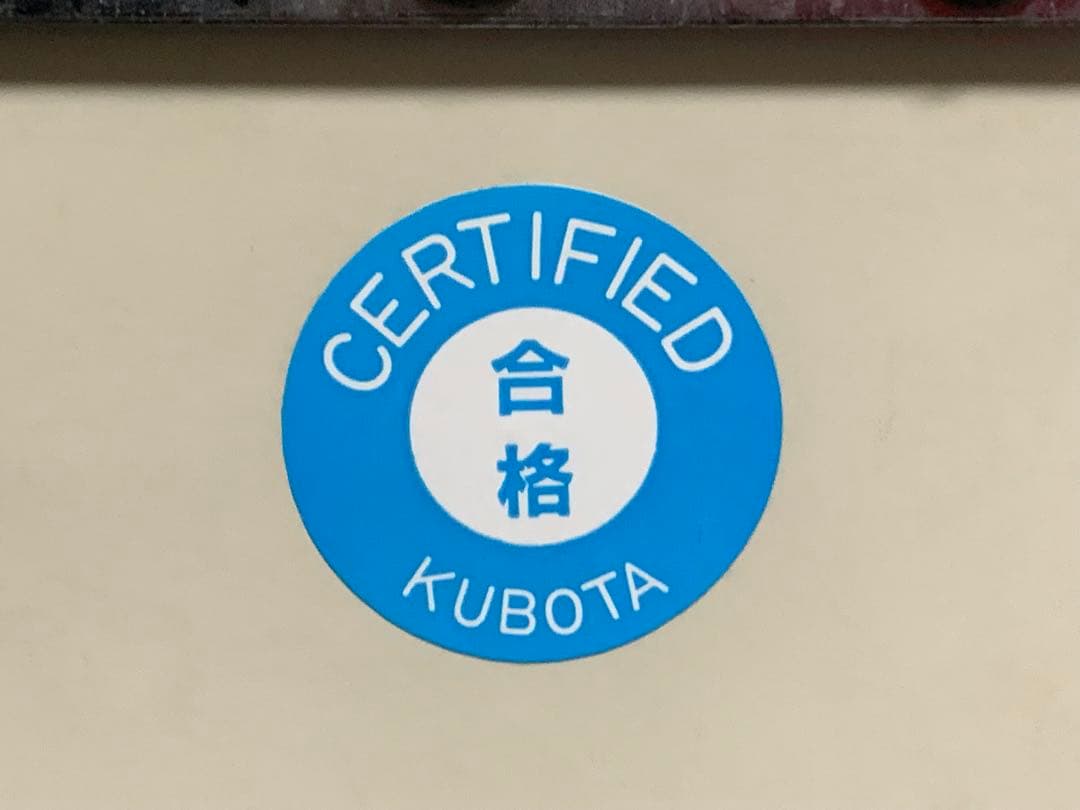 CERTIFIED
合
格
KUBOTA